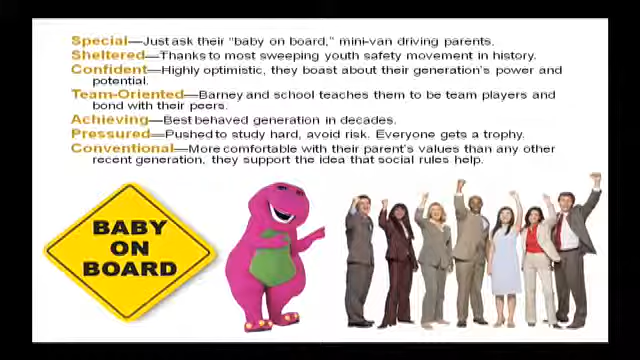 Special—Just ask their “baby on board,” mini-van driving parents.
Sheltered—Thanks to most sweeping youth safety movement in history.
Confident—Highly optimistic, they boast about their generation’s power and
potential.
Team-Oriented—Barney and school teaches them to be team players and
bond with their peers.
Achieving—Best behaved generation in decades.
Pressured—Pushed to study hard, avoid risk. Everyone gets a trophy.
Conventional—More comfortable with their parent’s values than any other
recent generation, they support the idea that social rules help.
BABY
ON
BOARD